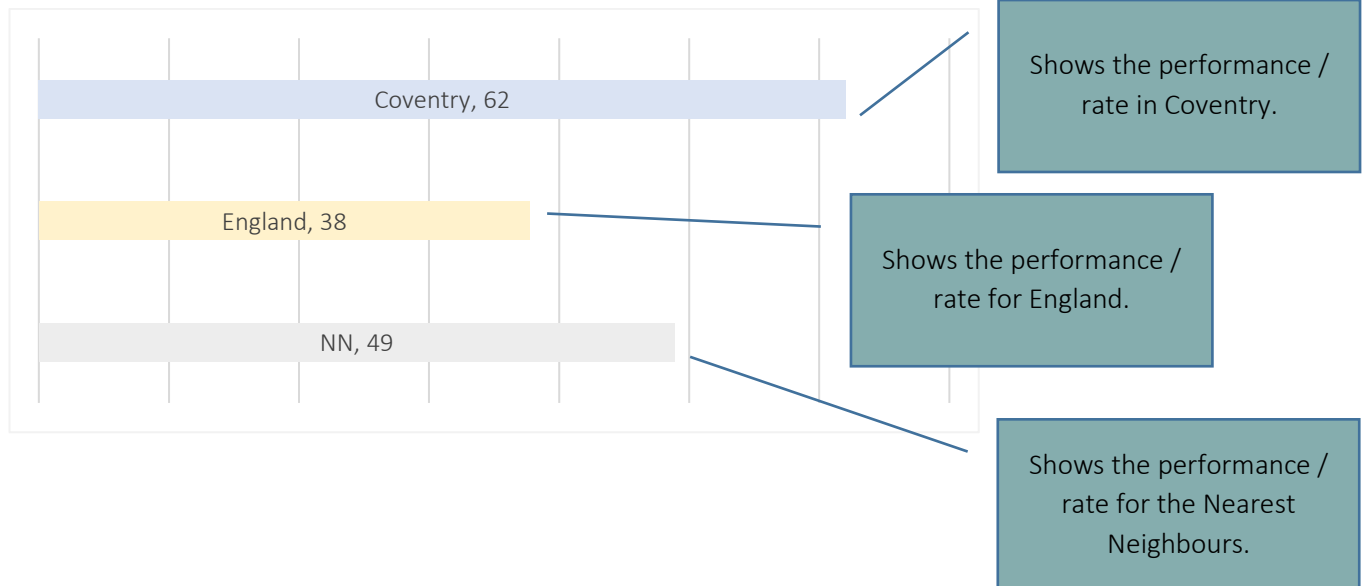 Shows the performance /
rate in Coventry.
Coventry, 62
England, 38
Shows the performance /
rate for England.
NN, 49
Shows the performance /
rate for the Nearest
Neighbours.